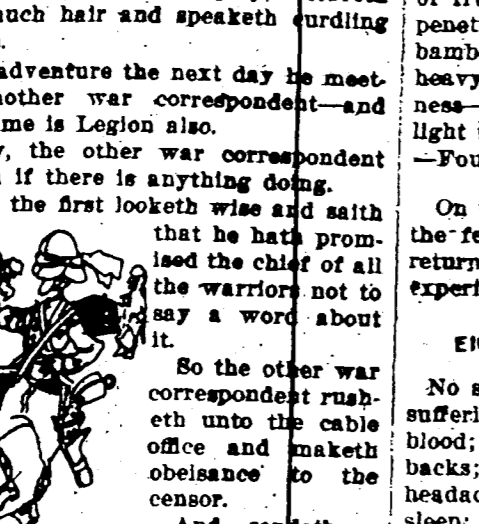 much hair and speaketh curdling
adventure the next day he meet-
nother war correspondent—and
me is Legion also.
, the other war correspondent
if there is anything doing.
the first looketh wise and saith
that he hath prom-
ised the chief of all
the warriors not to
say a word about
it.
So the other war
correspondent rush-
eth unto the cable
office and maketh
obeisance to the
censor.
penet
bamb
heavy
ness—
light
—Fou
On
the fe
return
experi
No s
sufferi
blood;
backs;
headac
sleep;